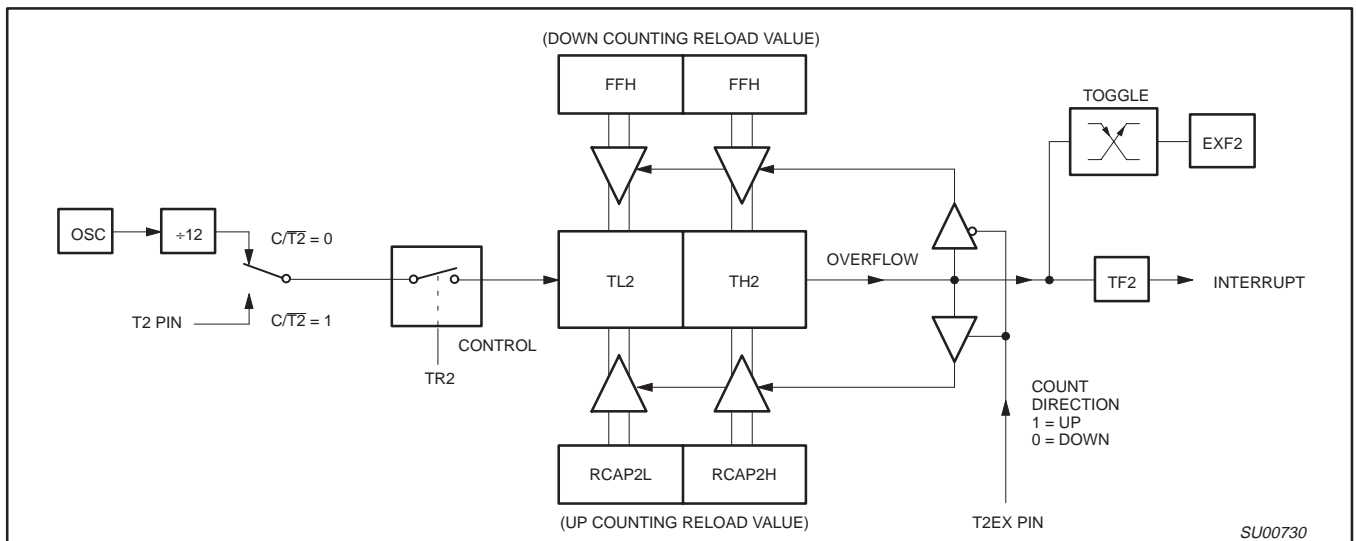 (DOWN COUNTING RELOAD VALUE)
FFH
FFH
TOGGLE
EXF2
OSC
÷12
C/T2̅ = 0
T2 PIN
C/T2̅ = 1
CONTROL
TR2
TL2
TH2
OVERFLOW
TF2
INTERRUPT
COUNT
DIRECTION
1 = UP
0 = DOWN
RCAP2L
RCAP2H
(UP COUNTING RELOAD VALUE)
T2EX PIN
SU00730